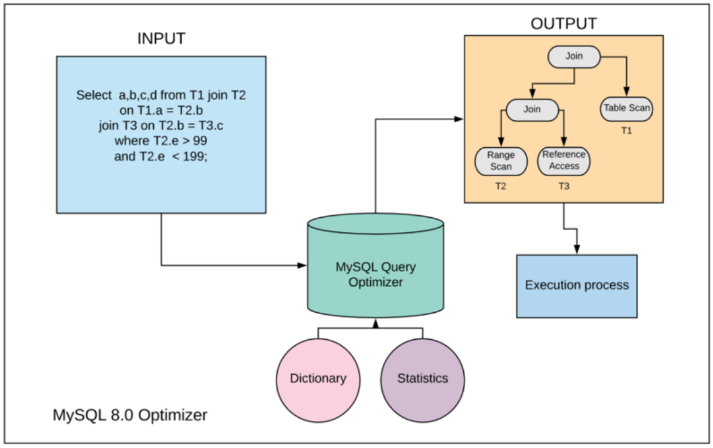 INPUT
Select a,b,c,d from T1 join T2
on T1.a = T2.b
join T3 on T2.b = T3.c
where T2.e > 99
and T2.e < 199;
OUTPUT
Join
Join
Table Scan
T1
Range
Scan
T2
Reference
Access
T3
MySQL Query
Optimizer
Execution process
Dictionary
Statistics
MySQL 8.0 Optimizer